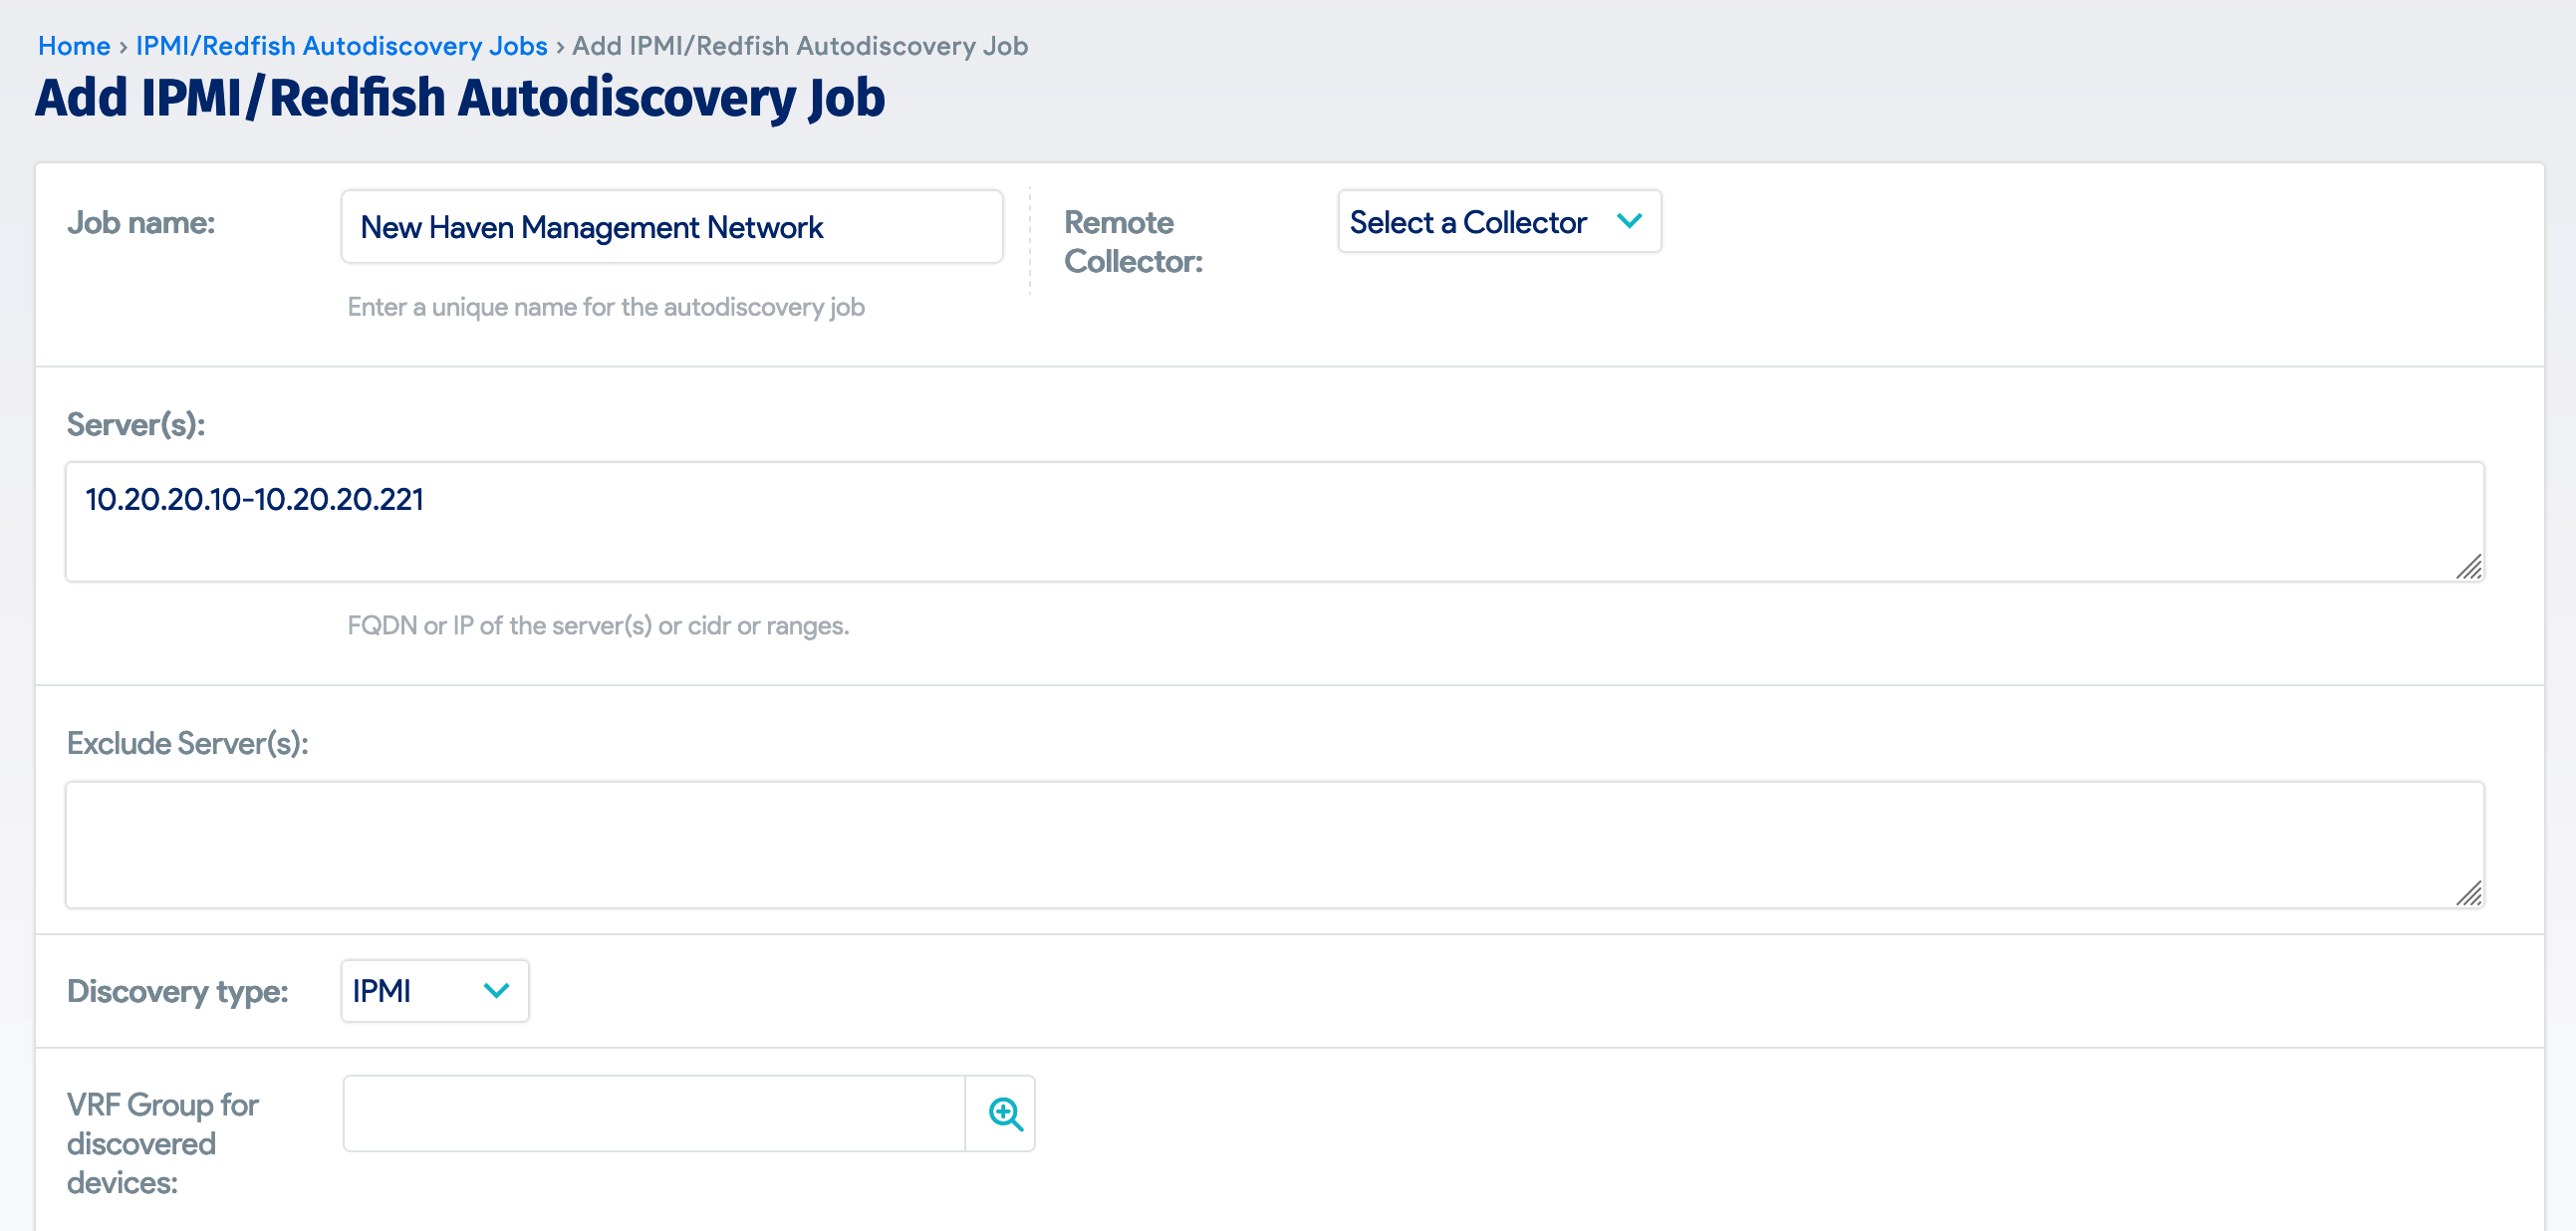 Home › IPMI/Redfish Autodiscovery Jobs › Add IPMI/Redfish Autodiscovery Job
Add IPMI/Redfish Autodiscovery Job
Job name:
New Haven Management Network
Enter a unique name for the autodiscovery job
Remote
Collector:
Select a Collector
Server(s):
10.20.20.10-10.20.20.221
FQDN or IP of the server(s) or cidr or ranges.
Exclude Server(s):
Discovery type:
IPMI
VRF Group for
discovered
devices: